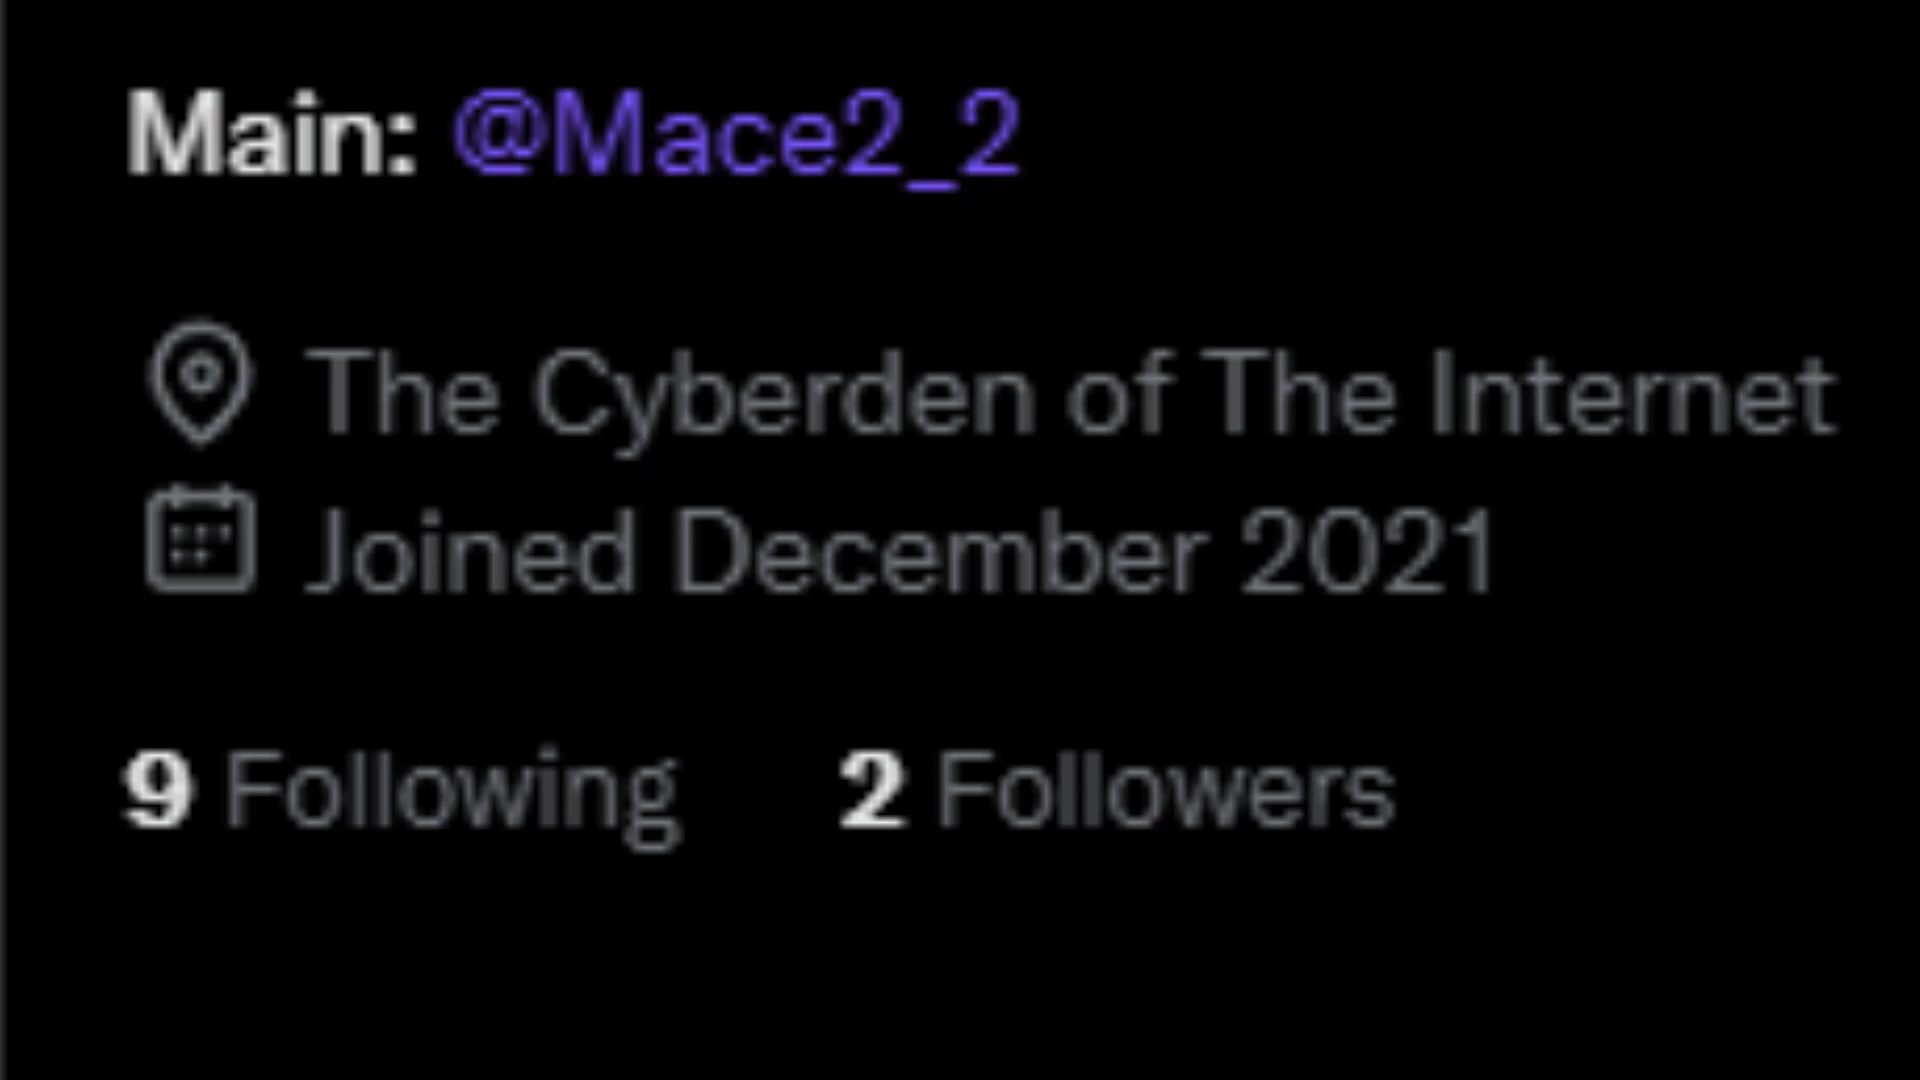 Main: @Mace2_2
The Cyberden of The Internet
Joined December 2021
9 Following 2 Followers